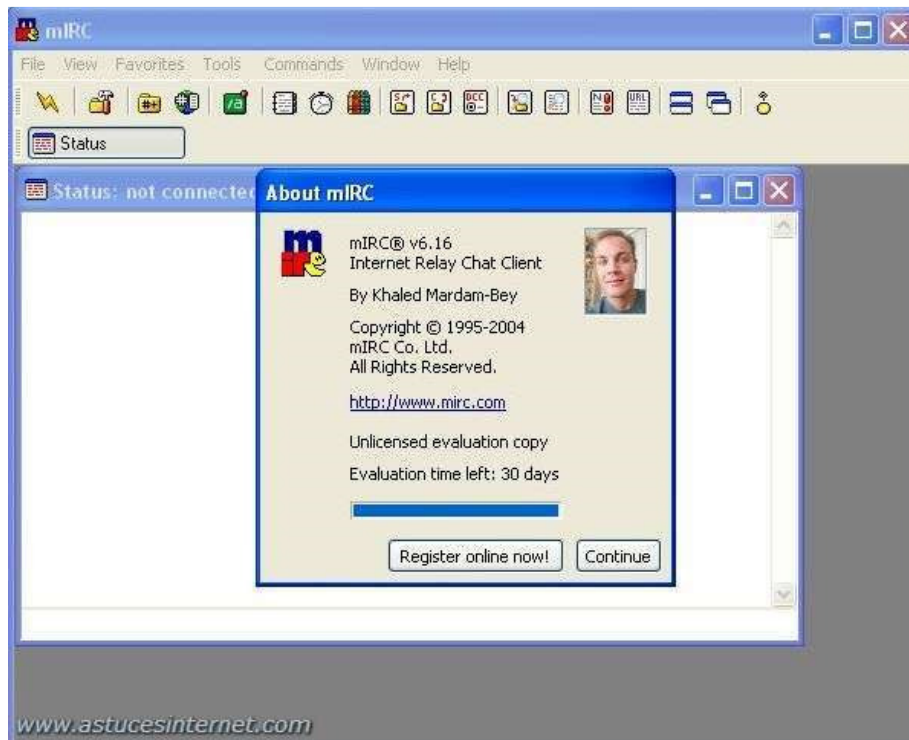 mIRC
File View Favorites Tools Commands Window Help
Status
Status: not connected
About mIRC
mIRC® v6.16
Internet Relay Chat Client
By Khaled Mardam-Bey
Copyright © 1995-2004
mIRC Co. Ltd.
All Rights Reserved.
http://www.mirc.com
Unlicensed evaluation copy
Evaluation time left: 30 days
Register online now! Continue
www.astucesinternet.com